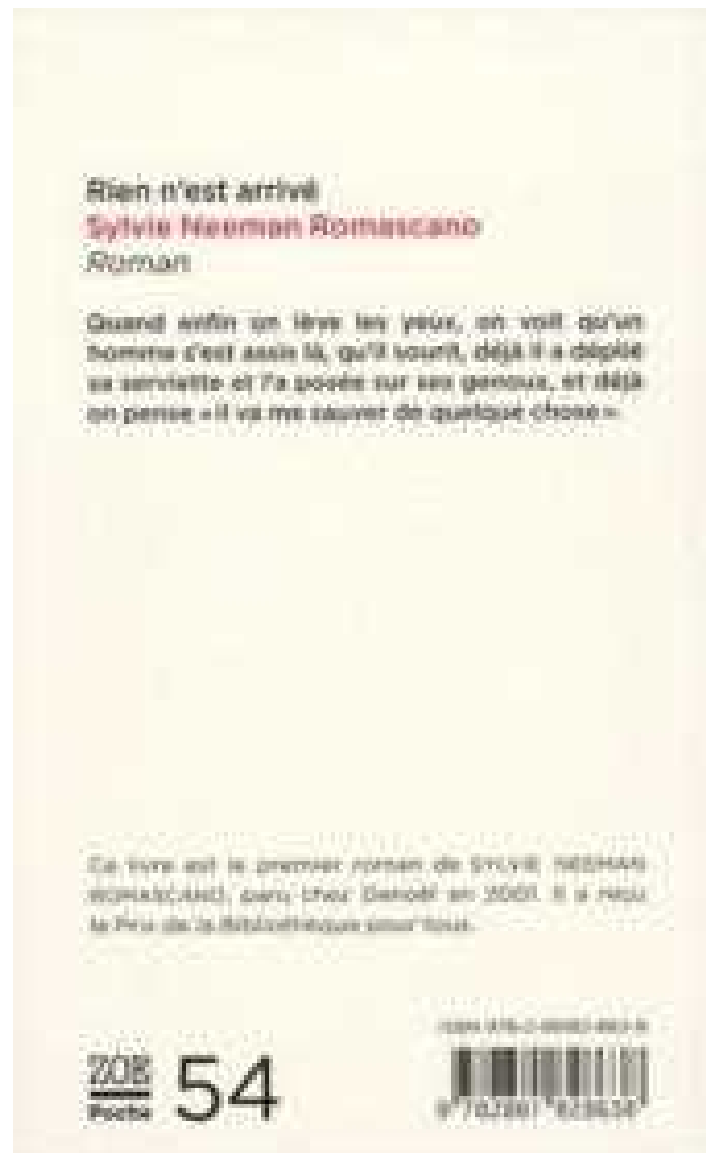 Rien n'est arrivé
Sylvie Neeman Romascano
Roman
Quand enfin on lève les yeux, on voit qu'un
homme s'est assis là, qu'il sourit, déjà il a déplié
sa serviette et l'a posée sur ses genoux, et déjà
on pense « il va me sauver de quelque chose ».
Ce livre est le premier roman de SYLVIE NEEMAN
ROMASCANO, paru chez Denoël en 2001. Il a reçu
le Prix de la Bibliothèque pour tous.
ISBN
ZOE
Poche 54